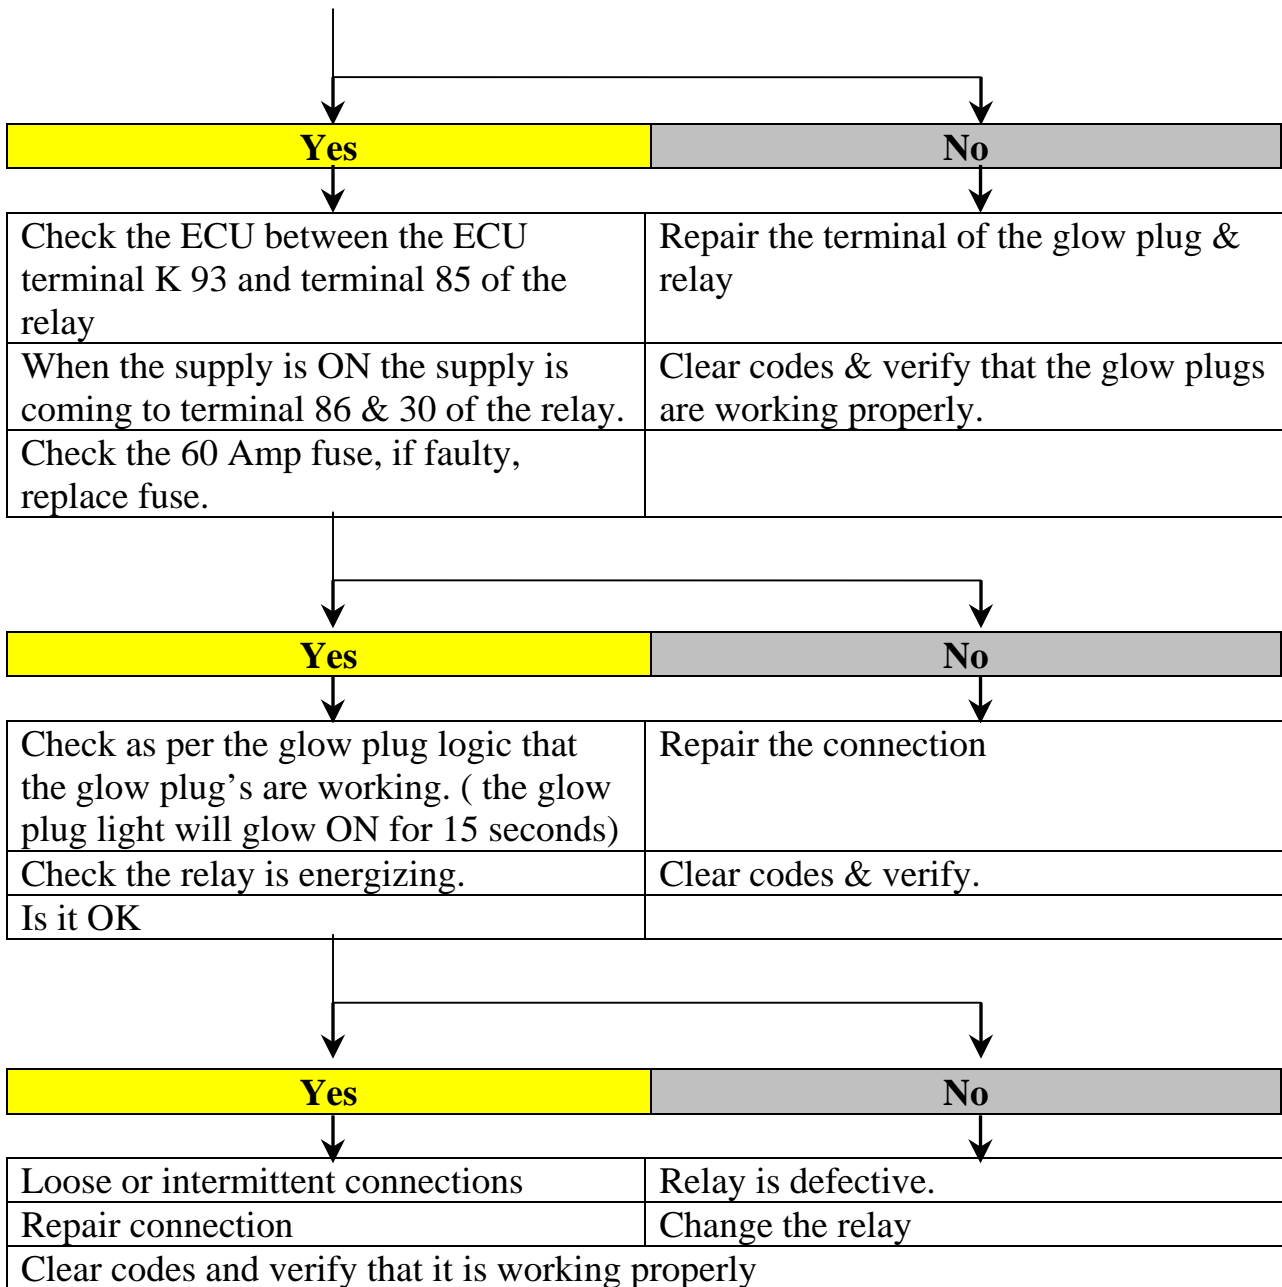 Yes
No
Check the ECU between the ECU
terminal K 93 and terminal 85 of the
relay
Repair the terminal of the glow plug &
relay
When the supply is ON the supply is
coming to terminal 86 & 30 of the relay.
Clear codes & verify that the glow plugs
are working properly.
Check the 60 Amp fuse, if faulty,
replace fuse.
Yes
No
Check as per the glow plug logic that
the glow plug’s are working. ( the glow
plug light will glow ON for 15 seconds)
Repair the connection
Check the relay is energizing.
Clear codes & verify.
Is it OK
Yes
No
Loose or intermittent connections
Relay is defective.
Repair connection
Change the relay
Clear codes and verify that it is working properly